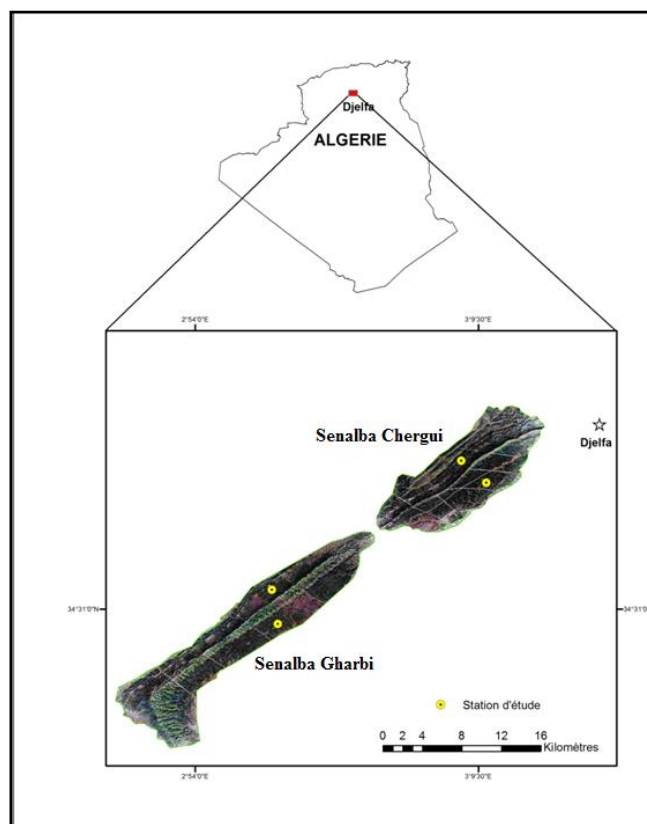 Djelfa
ALGERIE
2°54'0"E 3°9'30"E
Senalba Chergui
Djelfa
34°31'0"N 34°31'0
Senalba Gharbi
Station d'étude
0 2 4 8 12 16
Kilomètres
2°54'0"E 3°9'30"E